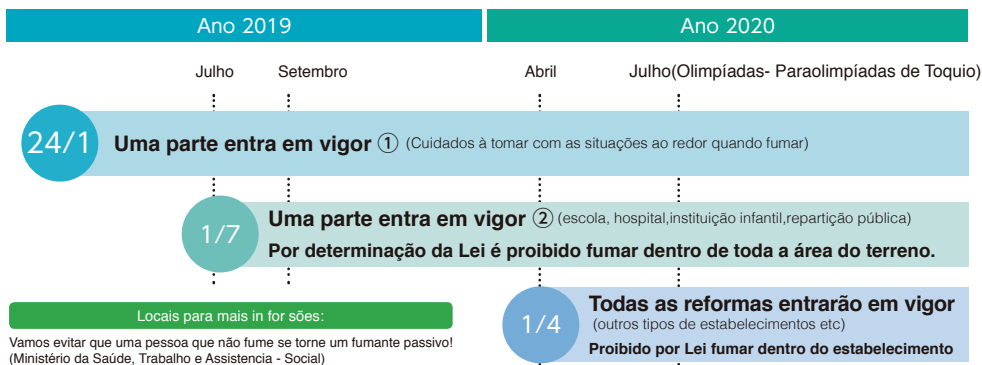 Ano 2019
Ano 2020
Julho
Setembro
Abril
Julho(Olimpíadas- Paraolimpíadas de Toquio)
24/1
Uma parte entra em vigor ① (Cuidados à tomar com as situações ao redor quando fumar)
1/7
Uma parte entra em vigor ② (escola, hospital,instituição infantil,repartição pública)
Por determinação da Lei é proibido fumar dentro de toda a área do terreno.
1/4
Todas as reformas entrarão em vigor
(outros tipos de estabelecimentos etc)
Proibido por Lei fumar dentro do estabelecimento
Locais para mais in for sões:
Vamos evitar que uma pessoa que não fume se torne um fumante passivo!
(Ministério da Saúde, Trabalho e Assistencia - Social)